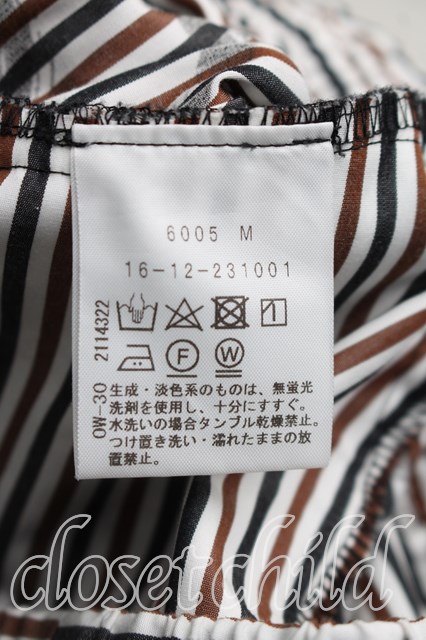 6005 M
16-12-231001
F
W
OW-30 2114322
生成・淡色系のものは、無蛍光
洗剤を使用し、十分にすすぐ。
水洗いの場合タンブル乾燥禁止。
つけ置き洗い・濡れたままの放
置禁止。
closetchild